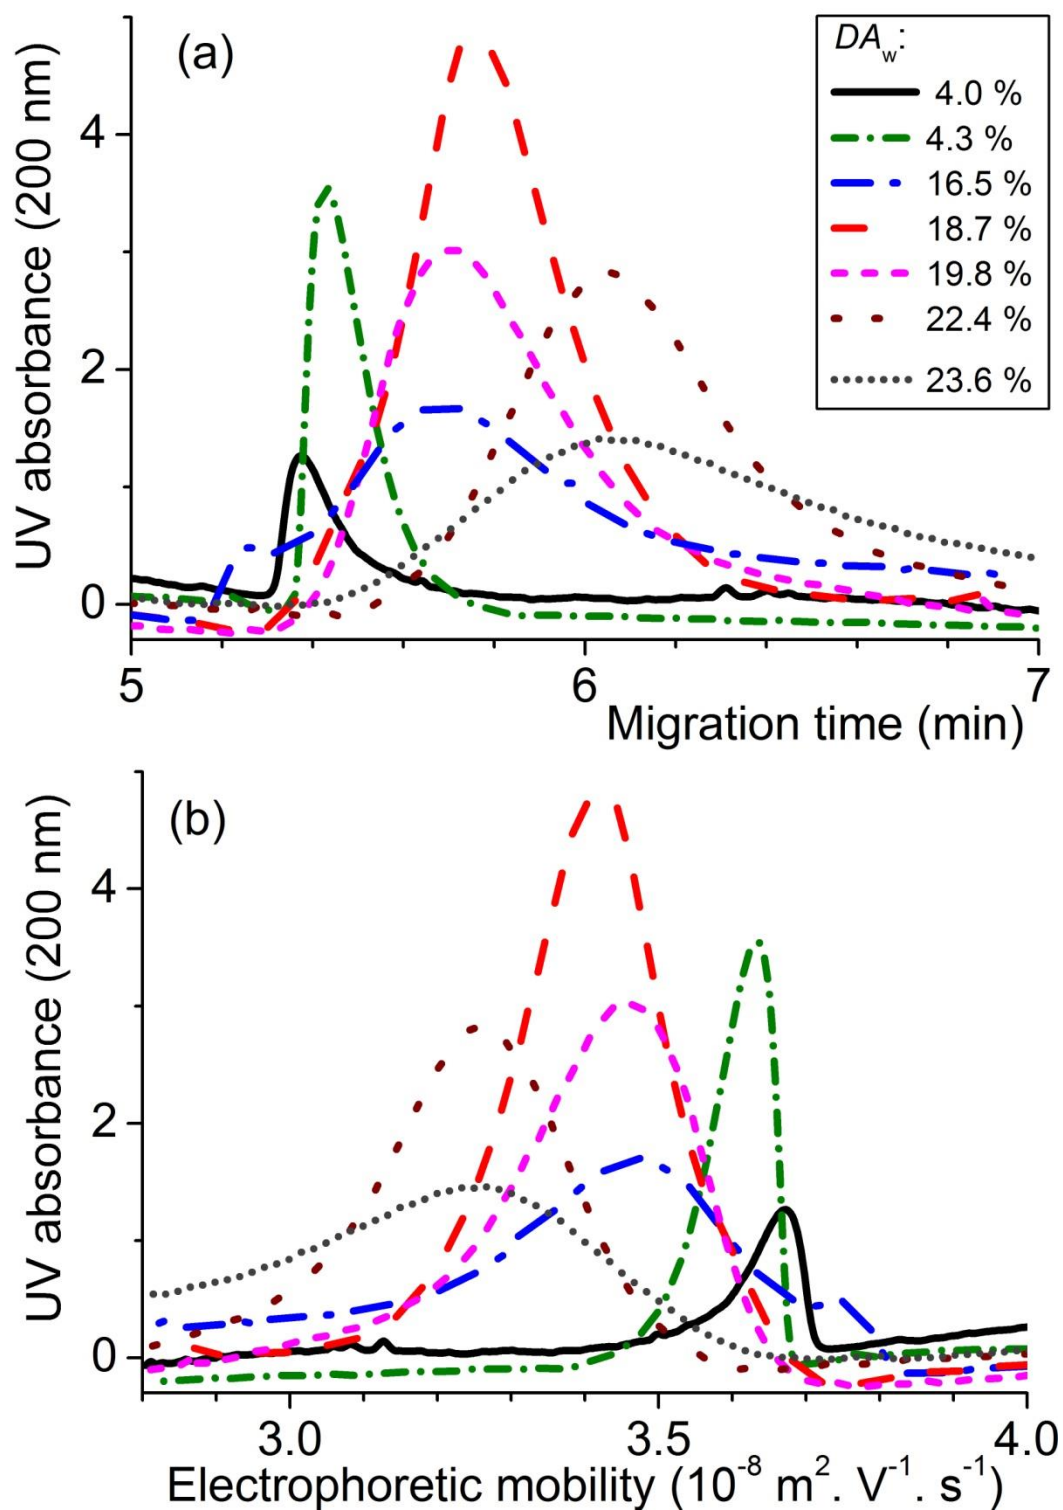 (a)
UV absorbance (200 nm)
4
2
0
5
6
7
Migration time (min)
DAw:
4.0 %
4.3 %
16.5 %
18.7 %
19.8 %
22.4 %
23.6 %
(b)
UV absorbance (200 nm)
4
2
0
3.0
3.5
4.0
Electrophoretic mobility (10⁻⁸ m². V⁻¹. s⁻¹)